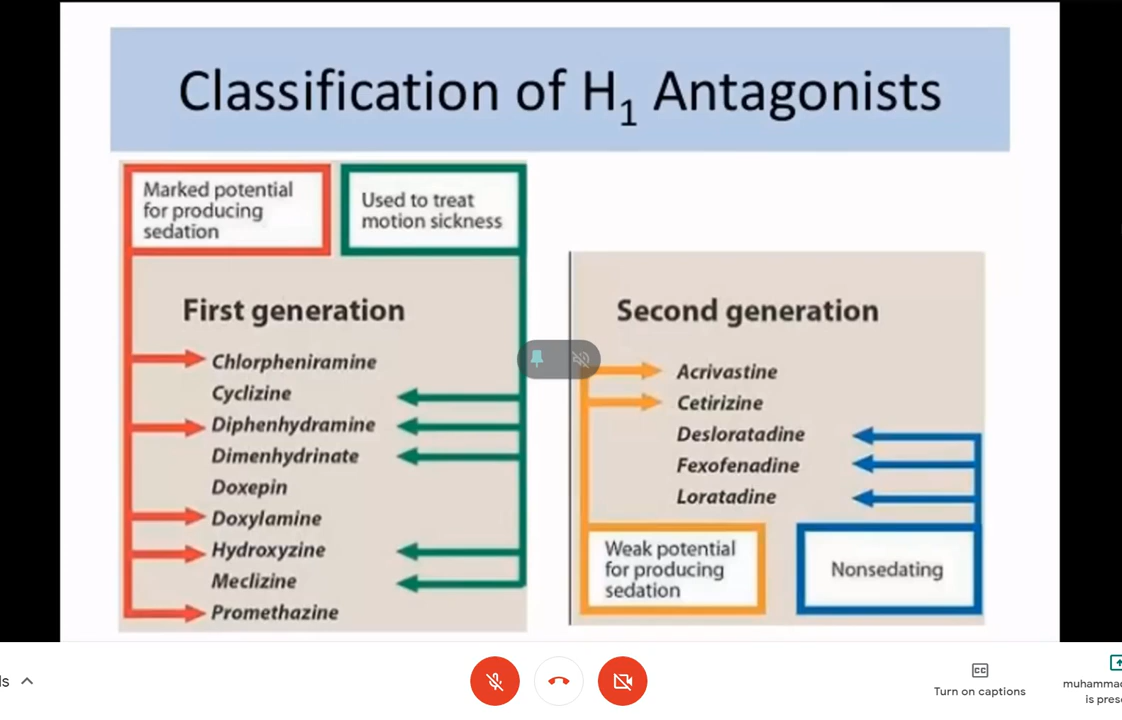 Classification of H₁ Antagonists
Marked potential
for producing
sedation
Used to treat
motion sickness
First generation
Chlorpheniramine
Cyclizine
Diphenhydramine
Dimenhydrinate
Doxepin
Doxylamine
Hydroxyzine
Meclizine
Promethazine
Second generation
Acrivastine
Cetirizine
Desloratadine
Fexofenadine
Loratadine
Weak potential
for producing
sedation
Nonsedating
CC
Turn on captions
is